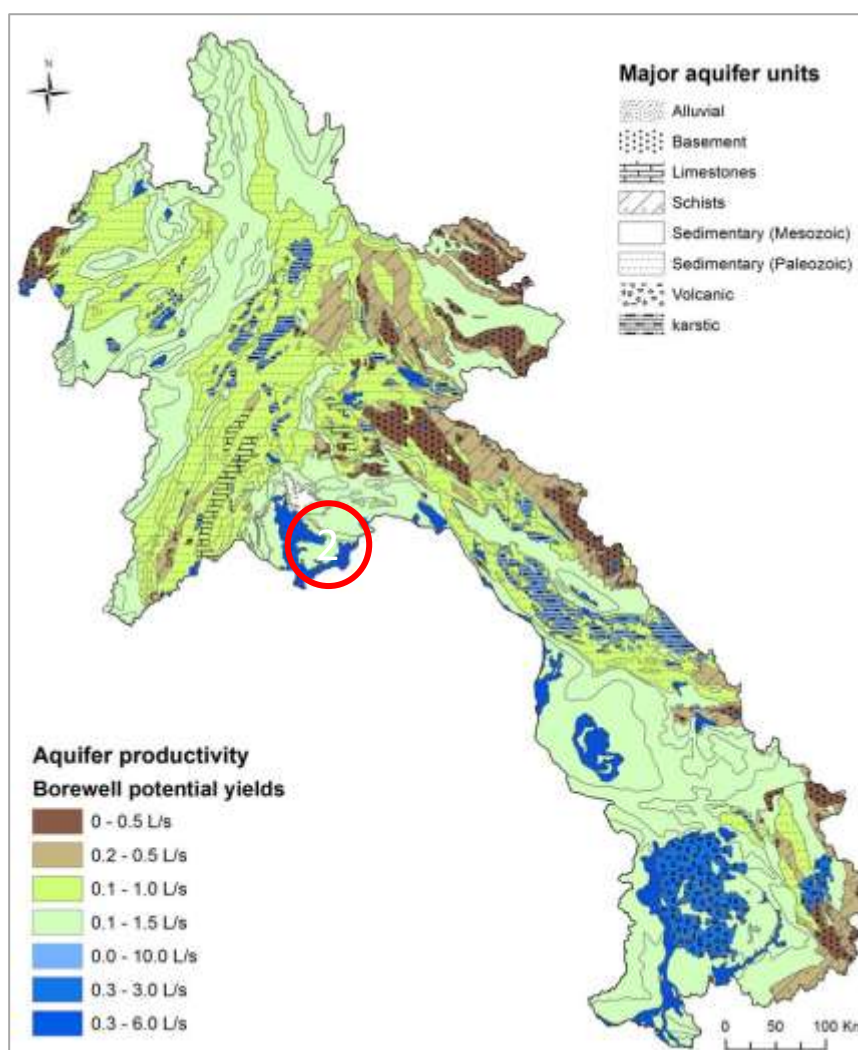 N
Major aquifer units
Alluvial
Basement
Limestones
Schists
Sedimentary (Mesozoic)
Sedimentary (Paleozoic)
Volcanic
karstic
2
Aquifer productivity
Borewell potential yields
0 - 0.5 L/s
0.2 - 0.5 L/s
0.1 - 1.0 L/s
0.1 - 1.5 L/s
0.0 - 10.0 L/s
0.3 - 3.0 L/s
0.3 - 6.0 L/s
0 50 100